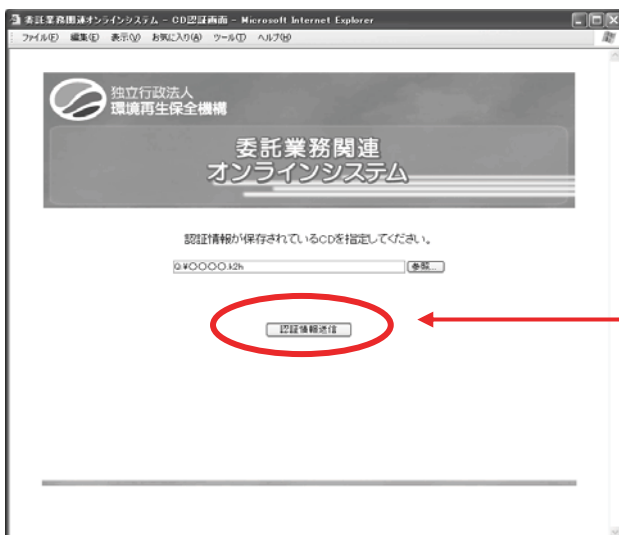 委託業務関連オンラインシステム - CD認証画面 - Microsoft Internet Explorer
ファイル(F) 編集(E) 表示(V) お気に入り(A) ツール(T) ヘルプ(H)
独立行政法人
環境再生保全機構
委託業務関連
オンラインシステム
認証情報が保存されているCDを指定してください。
Q:¥〇〇〇〇.k2h
参照...
認証情報送信